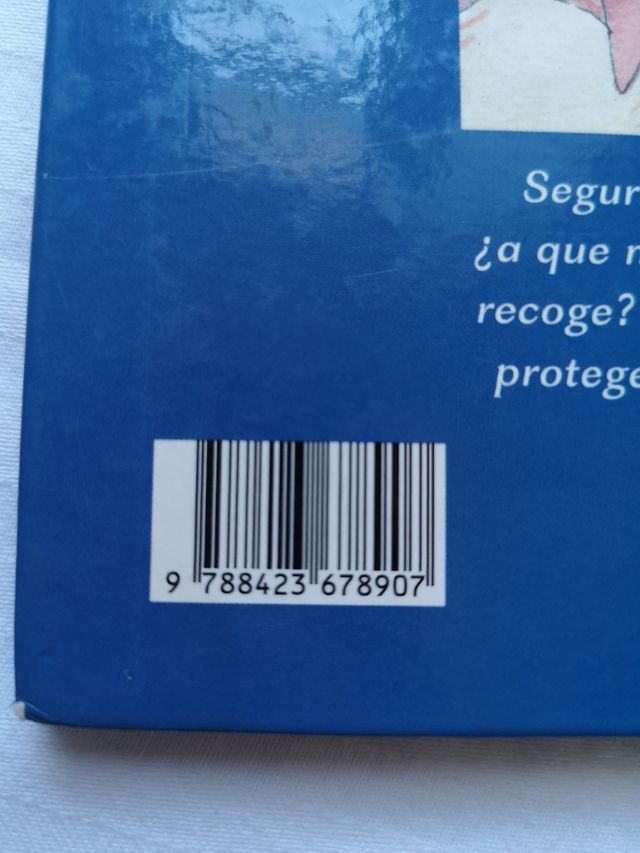 Segur
¿a que n
recoge?
protege
9 788423 678907